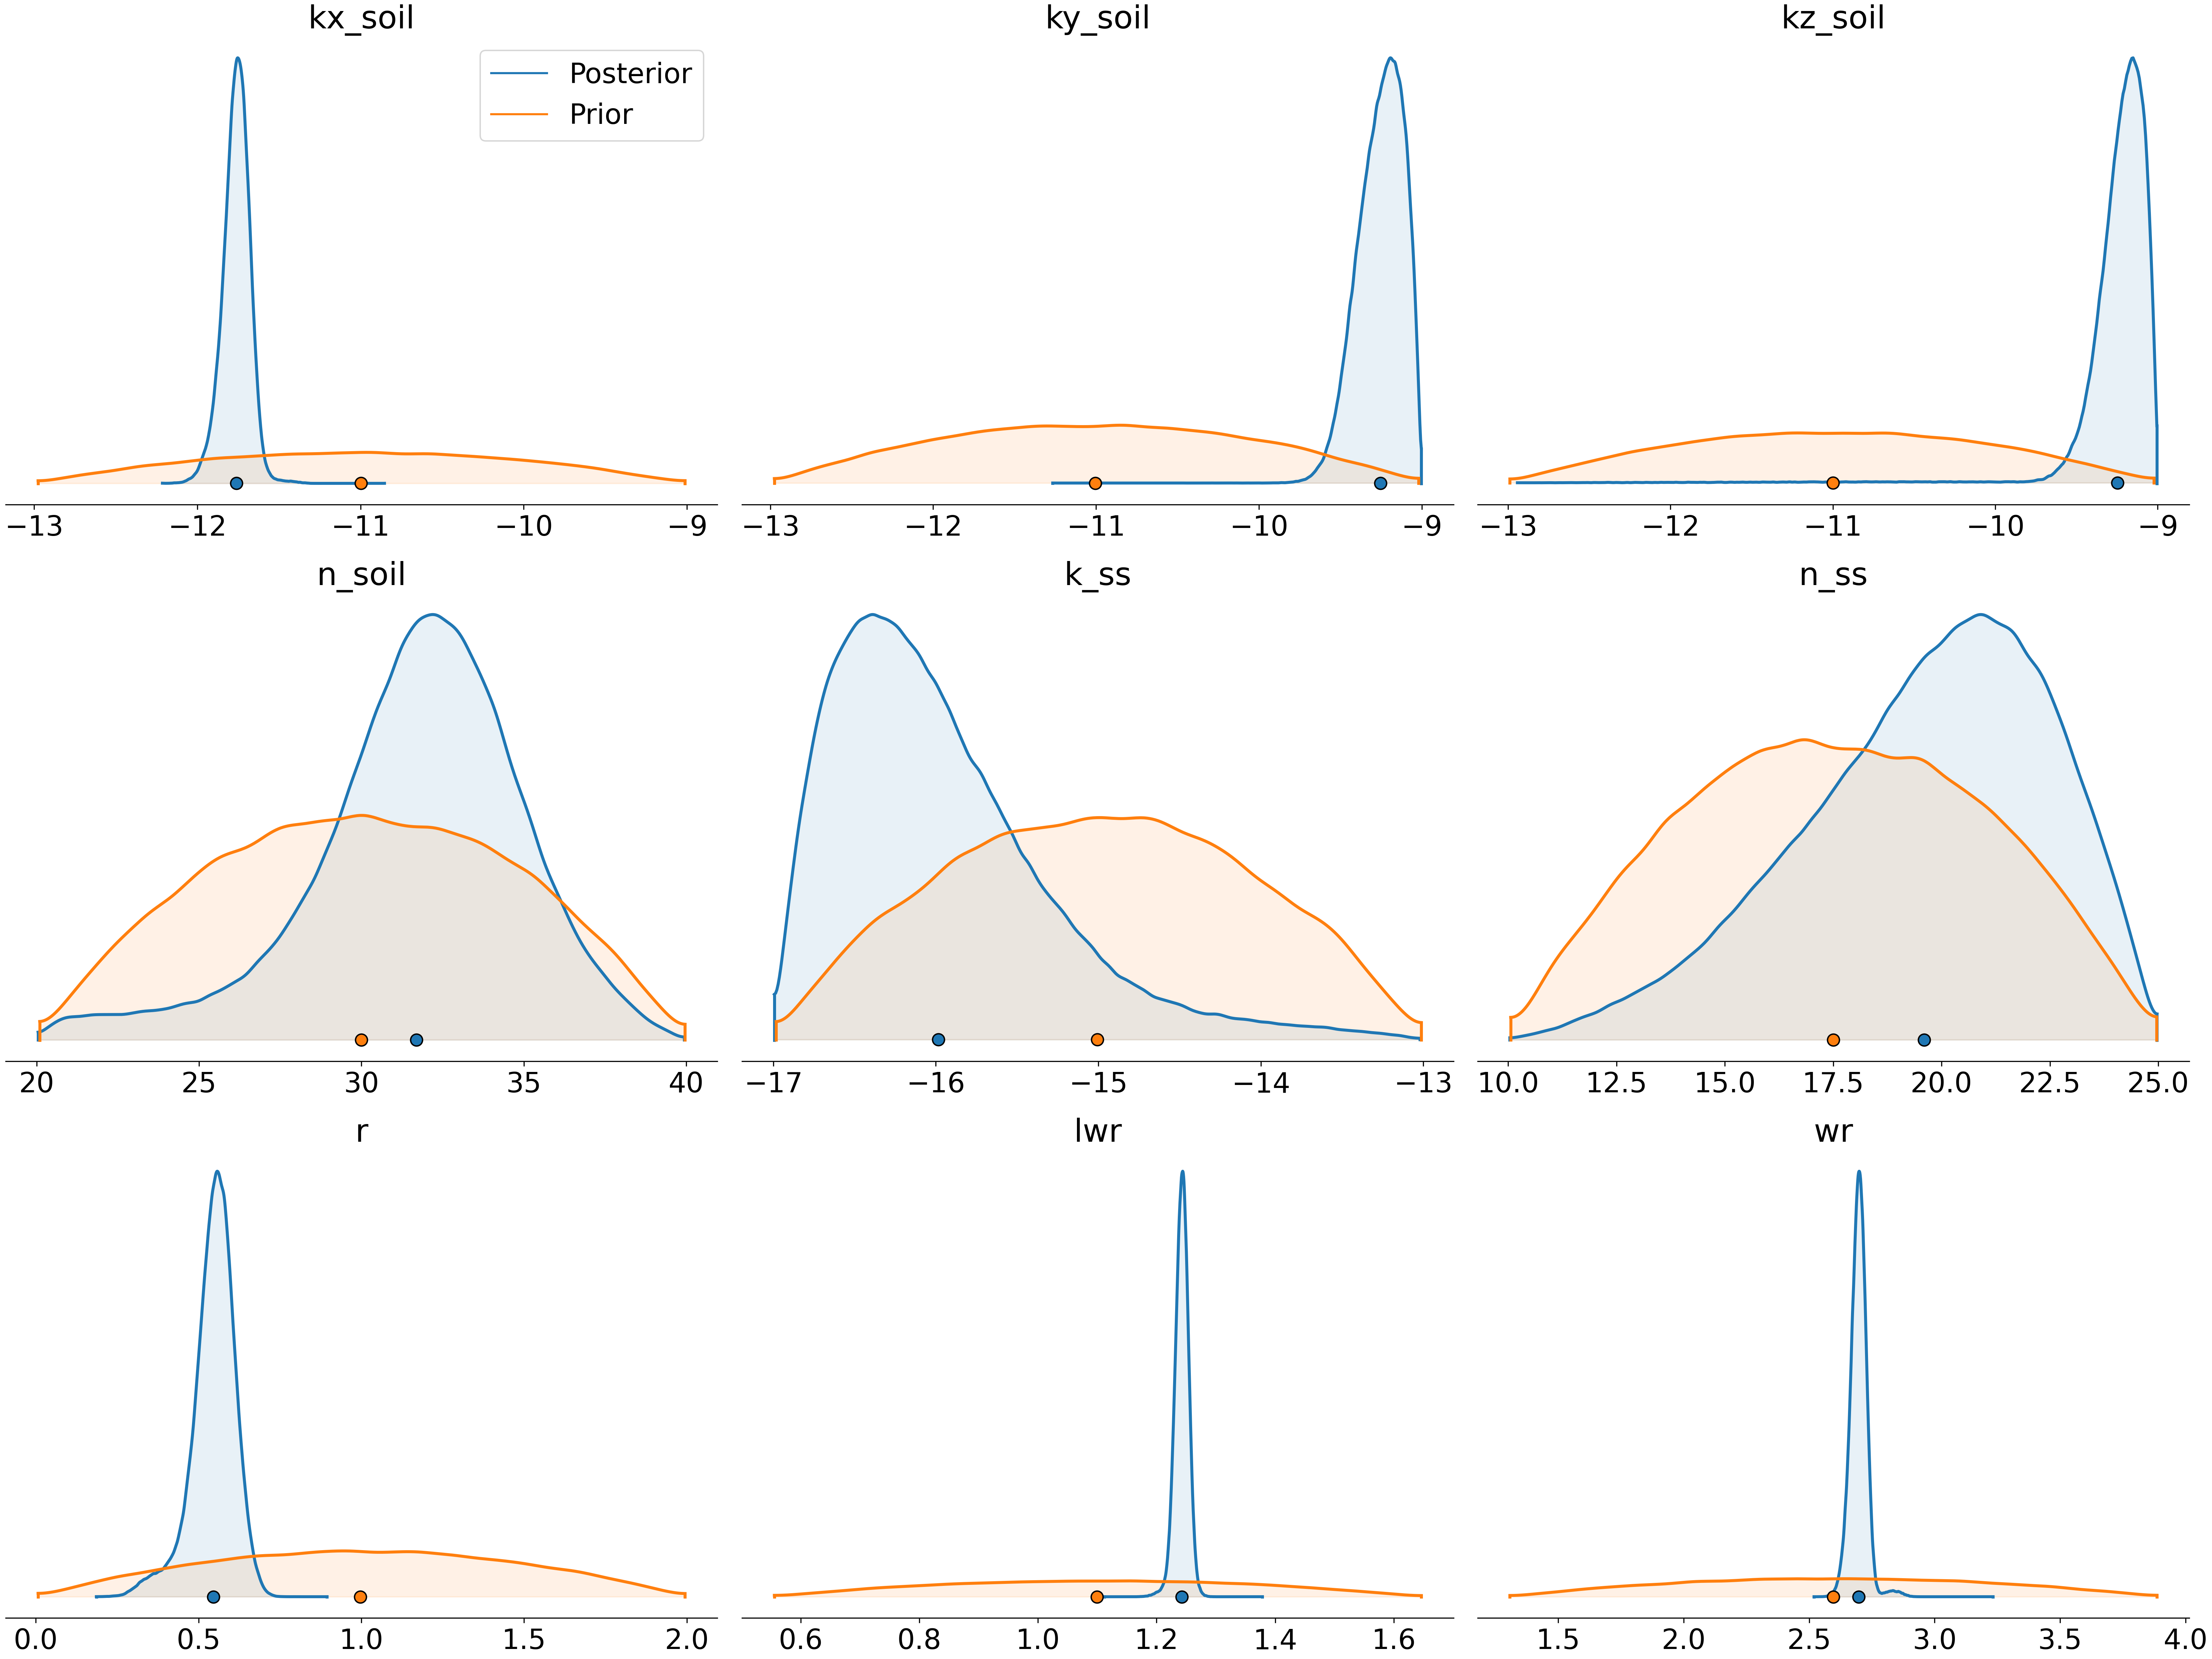 kx_soil ky_soil kz_soil
Posterior
Prior
−13 −12 −11 −10 −9 −13 −12 −11 −10 −9 −13 −12 −11 −10 −9
n_soil k_ss n_ss
20 25 30 35 40 −17 −16 −15 −14 −13 10.0 12.5 15.0 17.5 20.0 22.5 25.0
r lwr wr
0.0 0.5 1.0 1.5 2.0 0.6 0.8 1.0 1.2 1.4 1.6 1.5 2.0 2.5 3.0 3.5 4.0